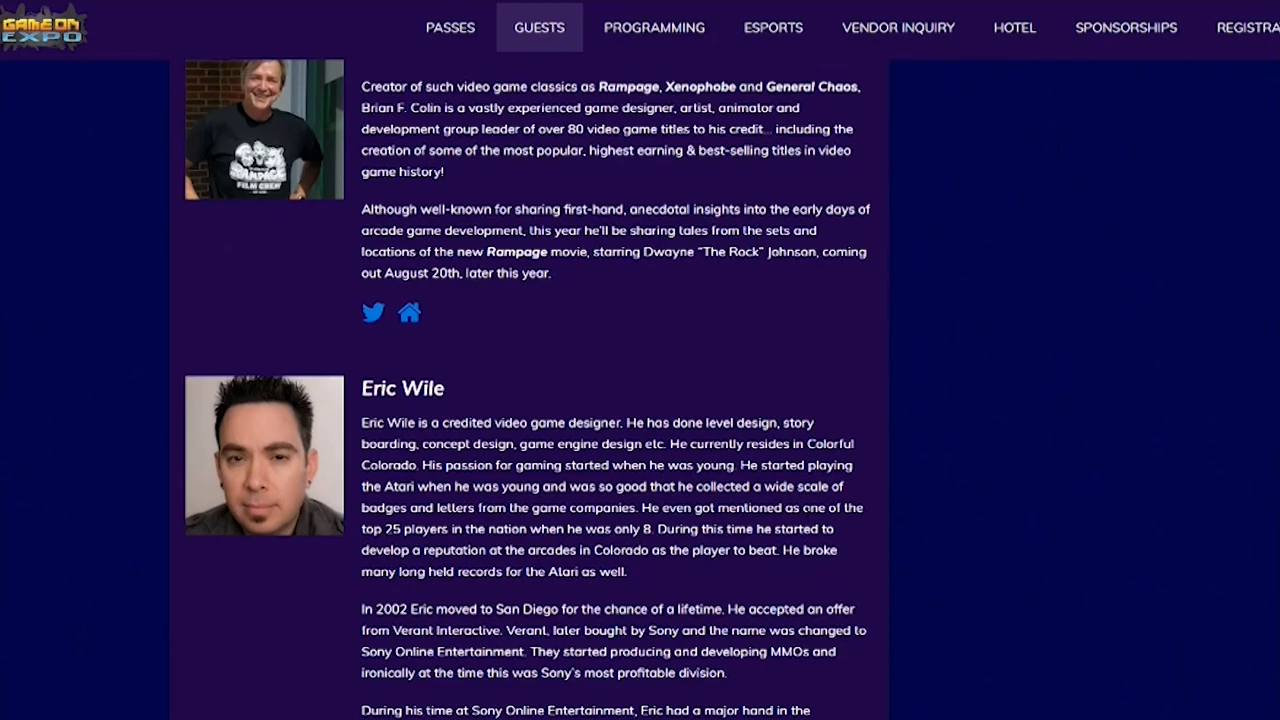 GAME ON
EXPO
PASSES
GUESTS
PROGRAMMING
ESPORTS
VENDOR INQUIRY
HOTEL
SPONSORSHIPS
REGISTRA
RAMPAGE
FILM CREW
Creator of such video game classics as Rampage, Xenophobe and General Chaos,
Brian F. Colin is a vastly experienced game designer, artist, animator and
development group leader of over 80 video game titles to his credit... including the
creation of some of the most popular, highest earning & best-selling titles in video
game history!
Although well-known for sharing first-hand, anecdotal insights into the early days of
arcade game development, this year he'll be sharing tales from the sets and
locations of the new Rampage movie, starring Dwayne "The Rock" Johnson, coming
out August 20th, later this year.
Eric Wile
Eric Wile is a credited video game designer. He has done level design, story
boarding, concept design, game engine design etc. He currently resides in Colorful
Colorado. His passion for gaming started when he was young. He started playing
the Atari when he was young and was so good that he collected a wide scale of
badges and letters from the game companies. He even got mentioned as one of the
top 25 players in the nation when he was only 8. During this time he started to
develop a reputation at the arcades in Colorado as the player to beat. He broke
many long held records for the Atari as well.
In 2002 Eric moved to San Diego for the chance of a lifetime. He accepted an offer
from Verant Interactive. Verant, later bought by Sony and the name was changed to
Sony Online Entertainment. They started producing and developing MMOs and
ironically at the time this was Sony's most profitable division.
During his time at Sony Online Entertainment, Eric had a major hand in the